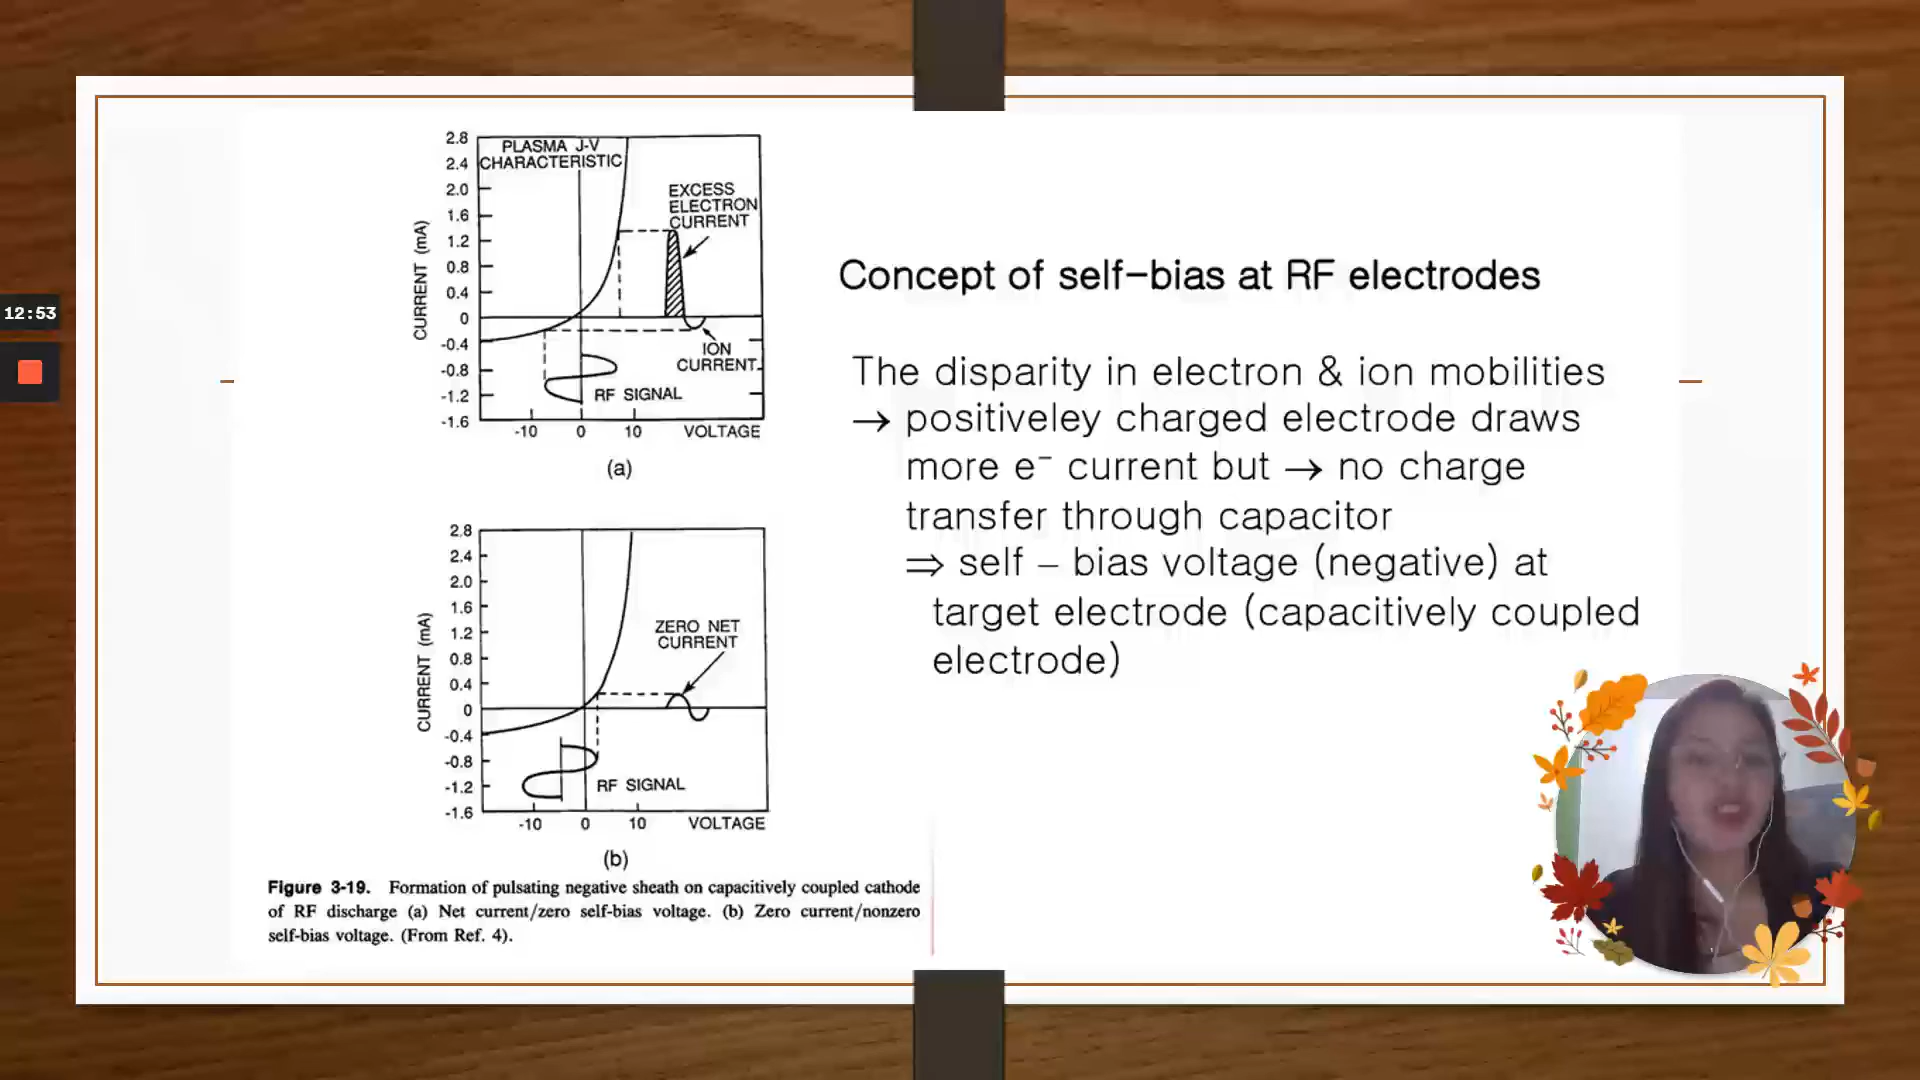 12:53
2.8
2.4
2.0
1.6
1.2
0.8
0.4
0
-0.4
-0.8
-1.2
-1.6
CURRENT (mA)
PLASMA J-V
CHARACTERISTIC
EXCESS
ELECTRON
CURRENT
ION
CURRENT
RF SIGNAL
-10 0 10 VOLTAGE
(a)
2.8
2.4
2.0
1.6
1.2
0.8
0.4
0
-0.4
-0.8
-1.2
-1.6
CURRENT (mA)
ZERO NET
CURRENT
RF SIGNAL
-10 0 10 VOLTAGE
(b)
Figure 3-19. Formation of pulsating negative sheath on capacitively coupled cathode
of RF discharge (a) Net current/zero self-bias voltage. (b) Zero current/nonzero
self-bias voltage. (From Ref. 4).
Concept of self-bias at RF electrodes
The disparity in electron & ion mobilities
→ positiveley charged electrode draws
more e⁻ current but → no charge
transfer through capacitor
⇒ self – bias voltage (negative) at
target electrode (capacitively coupled
electrode)